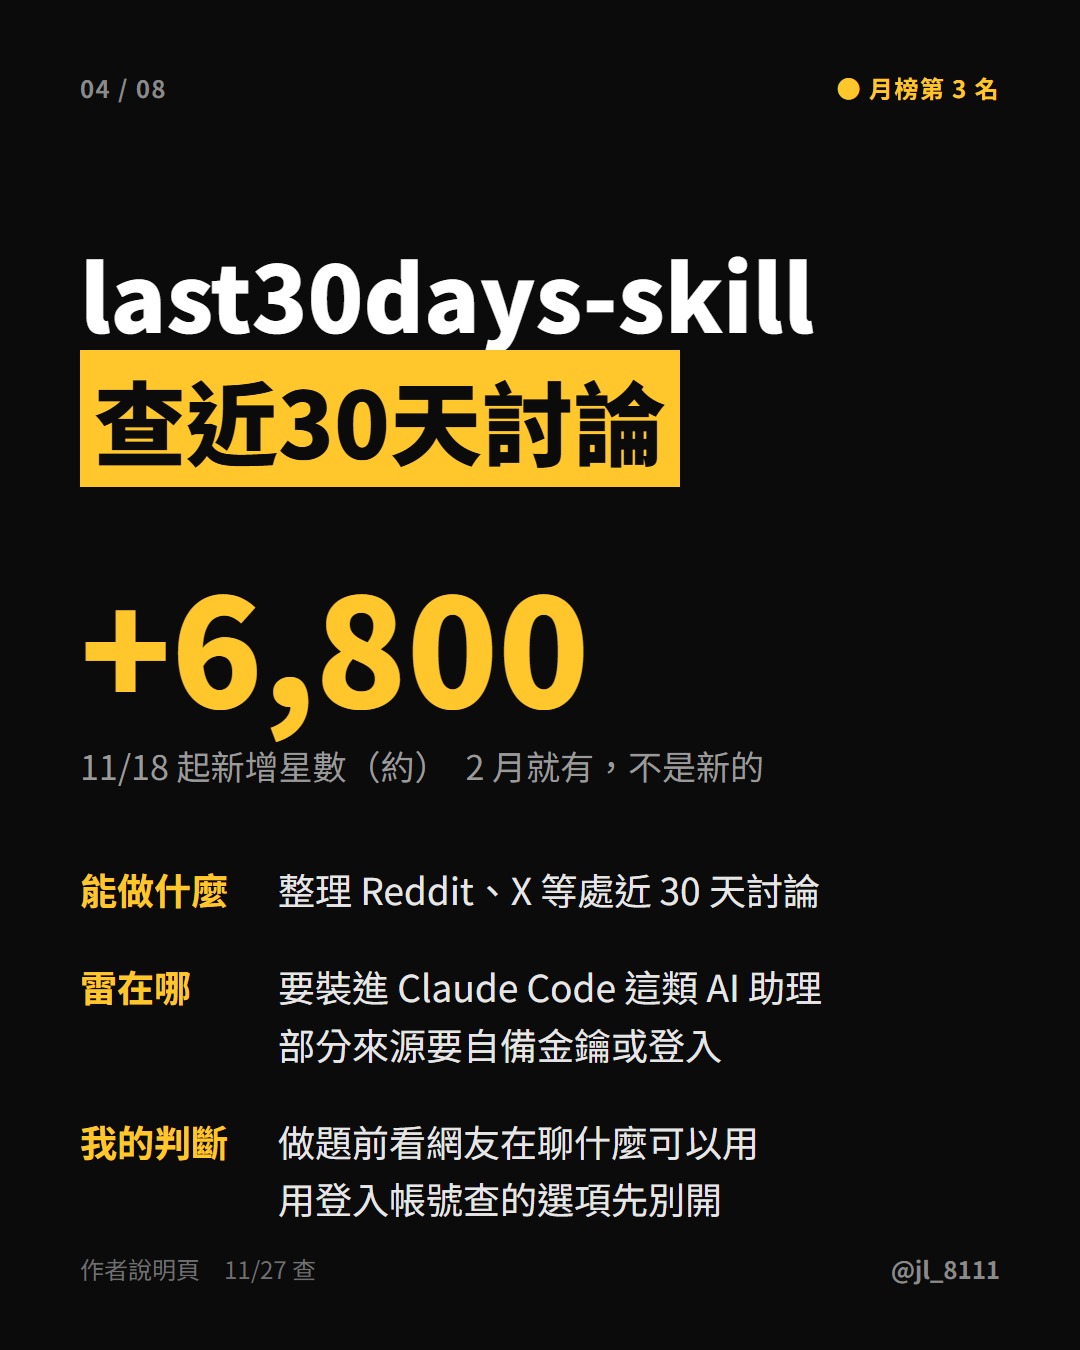 04 / 08
月榜第 3 名
last30days-skill
查近30天討論
+6,800
11/18 起新增星數（約） 2 月就有，不是新的
能做什麼 整理 Reddit、X 等處近 30 天討論
雷在哪 要裝進 Claude Code 這類 AI 助理
部分來源要自備金鑰或登入
我的判斷 做題前看網友在聊什麼可以用
用登入帳號查的選項先別開
作者說明頁 11/27 查
@jl_8111